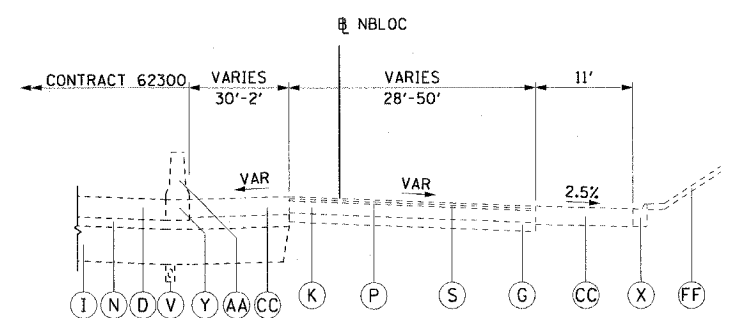 ℄ NBLOC
CONTRACT 62300
VARIES
30'-2'
VARIES
28'-50'
11'
VAR
VAR
2.5%
I N D V Y AA CC K P S G CC X FF